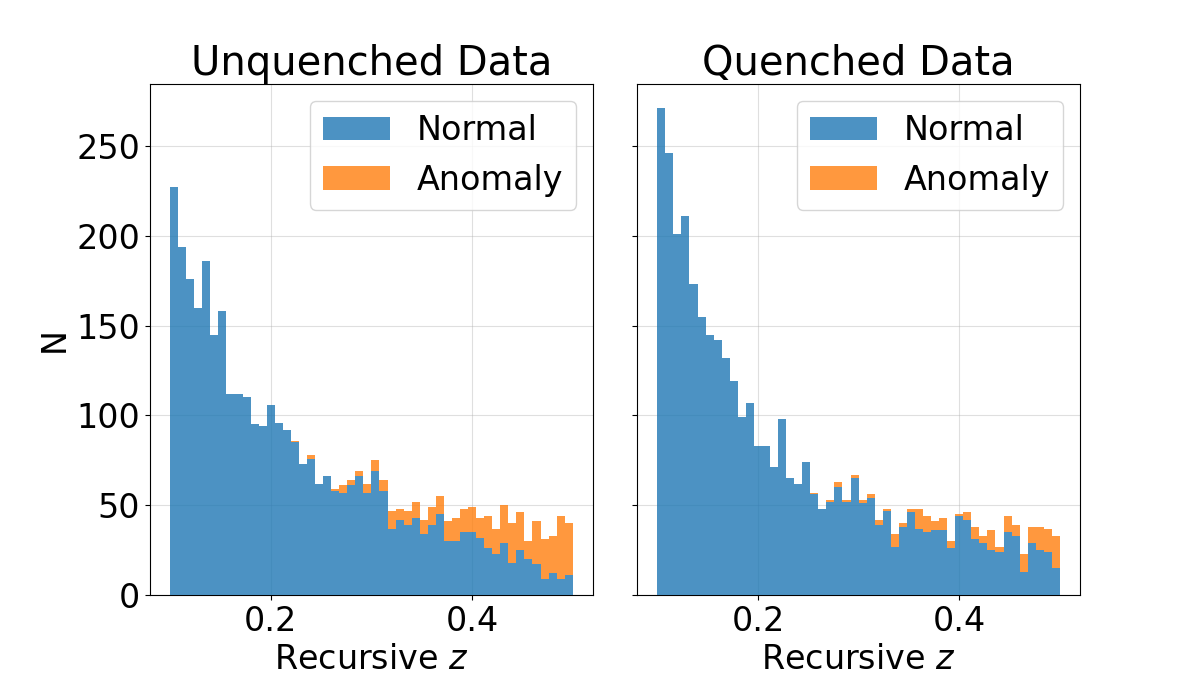 Unquenched Data
Quenched Data
Normal
Anomaly
Normal
Anomaly
N
250
200
150
100
50
0
0.2
0.4
0.2
0.4
Recursive z
Recursive z